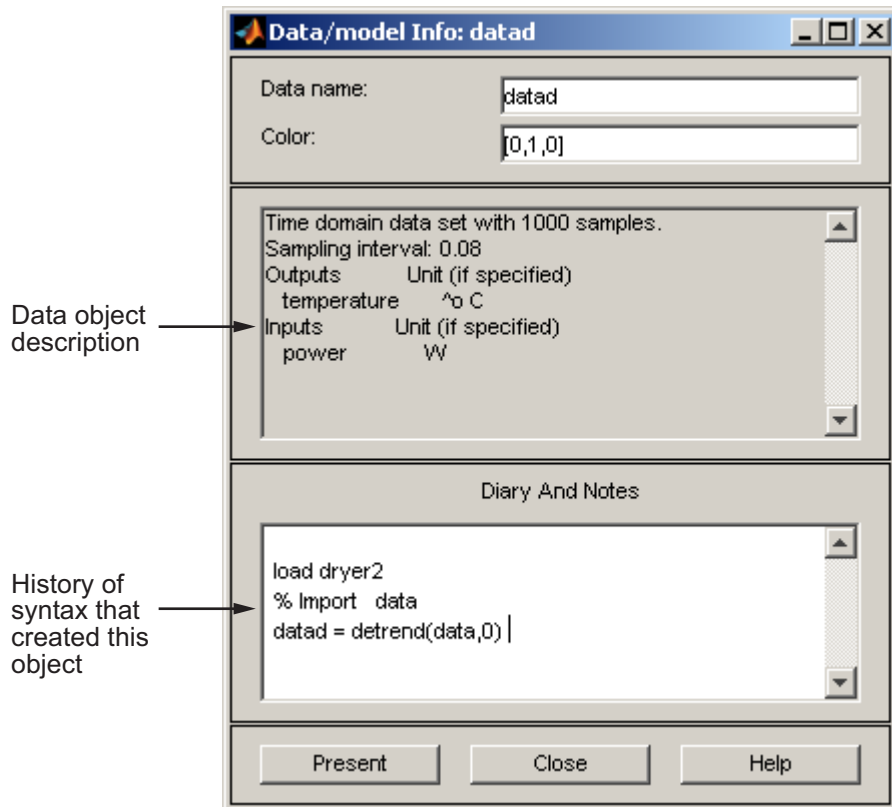 Data/model Info: datad
Data name:
datad
Color:
[0,1,0]
Time domain data set with 1000 samples.
Sampling interval: 0.08
Outputs Unit (if specified)
temperature ^o C
Inputs Unit (if specified)
power W
Data object
description
Diary And Notes
load dryer2
% Import data
datad = detrend(data,0)
History of
syntax that
created this
object
Present Close Help